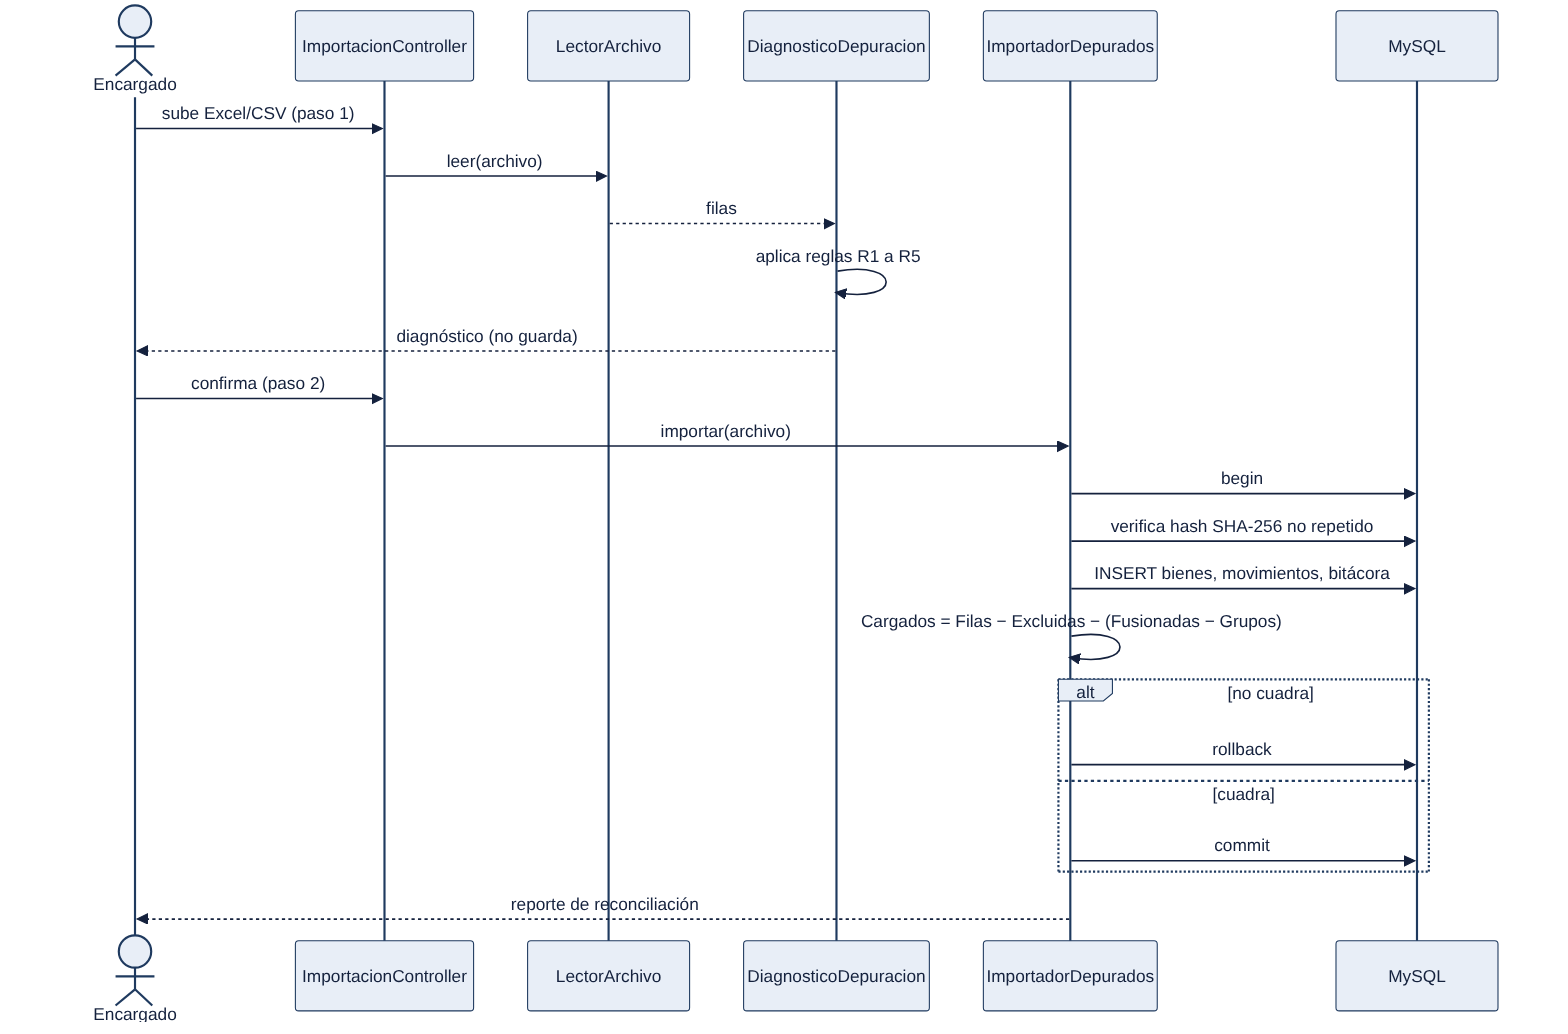 Encargado
ImportacionController
LectorArchivo
DiagnosticoDepuracion
ImportadorDepurados
MySQL
sube Excel/CSV (paso 1)
leer(archivo)
filas
aplica reglas R1 a R5
diagnóstico (no guarda)
confirma (paso 2)
importar(archivo)
begin
verifica hash SHA-256 no repetido
INSERT bienes, movimientos, bitácora
Cargados = Filas − Excluidas − (Fusionadas − Grupos)
alt
[no cuadra]
rollback
[cuadra]
commit
reporte de reconciliación
Encargado
ImportacionController
LectorArchivo
DiagnosticoDepuracion
ImportadorDepurados
MySQL